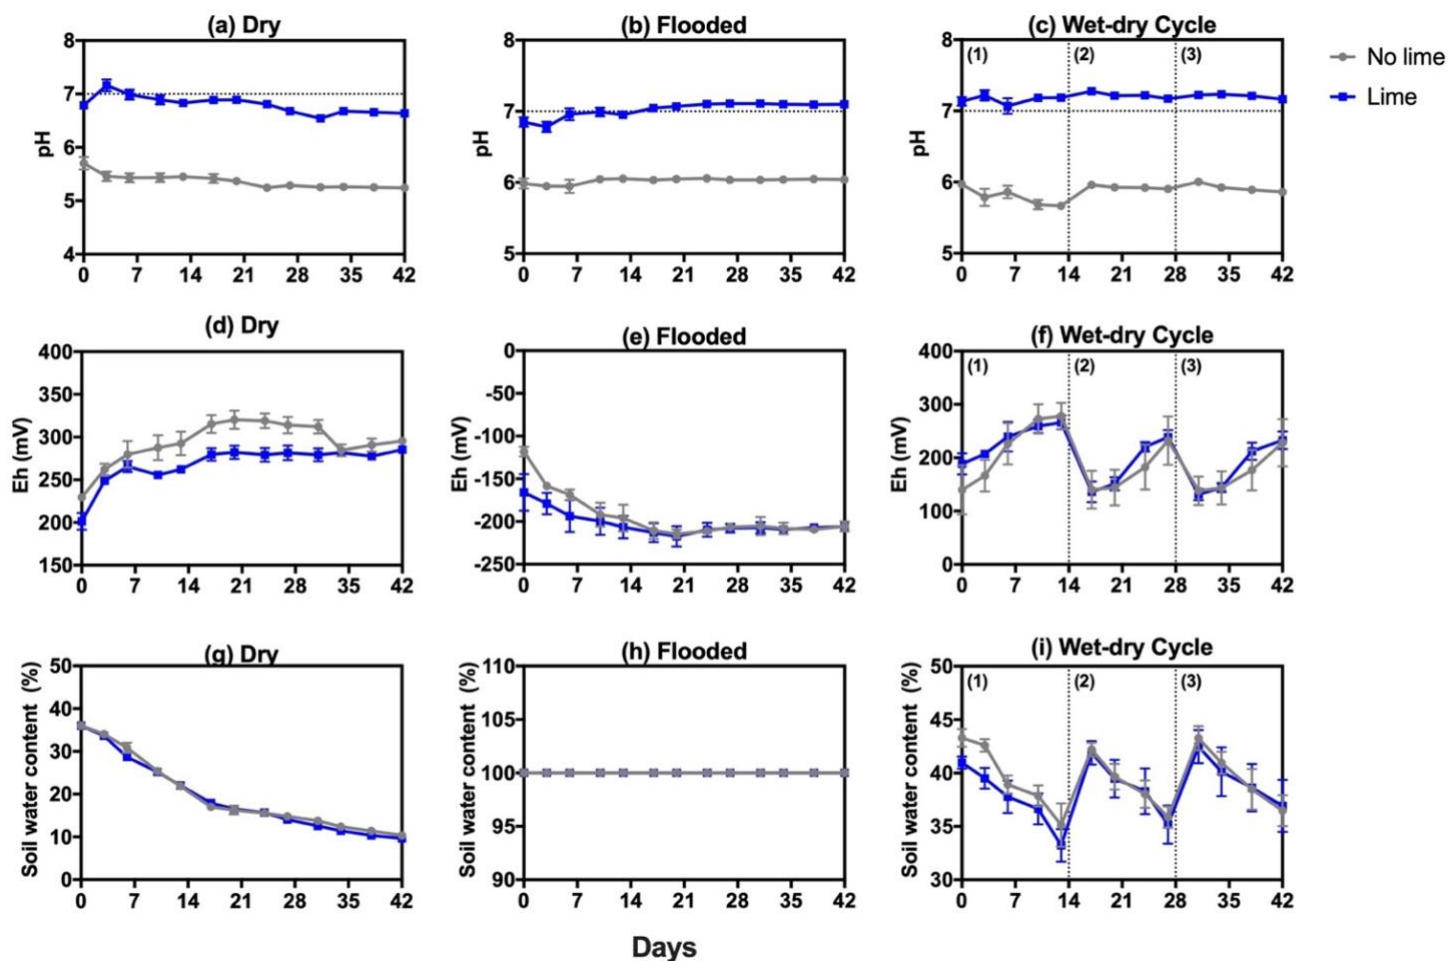 (a) Dry
(b) Flooded
(c) Wet-dry Cycle
No lime
Lime
pH
8
7
6
5
4
0 7 14 21 28 35 42
pH
8
7
6
5
0 7 14 21 28 35 42
pH
8
7
6
5
(1) (2) (3)
0 7 14 21 28 35 42
(d) Dry
(e) Flooded
(f) Wet-dry Cycle
Eh (mV)
400
350
300
250
200
150
0 7 14 21 28 35 42
Eh (mV)
0
-50
-100
-150
-200
-250
0 7 14 21 28 35 42
Eh (mV)
400
300
200
100
0
(1) (2) (3)
0 7 14 21 28 35 42
(g) Dry
(h) Flooded
(i) Wet-dry Cycle
Soil water content (%)
50
40
30
20
10
0
0 7 14 21 28 35 42
Soil water content (%)
110
105
100
95
90
0 7 14 21 28 35 42
Soil water content (%)
50
45
40
35
30
(1) (2) (3)
0 7 14 21 28 35 42
Days